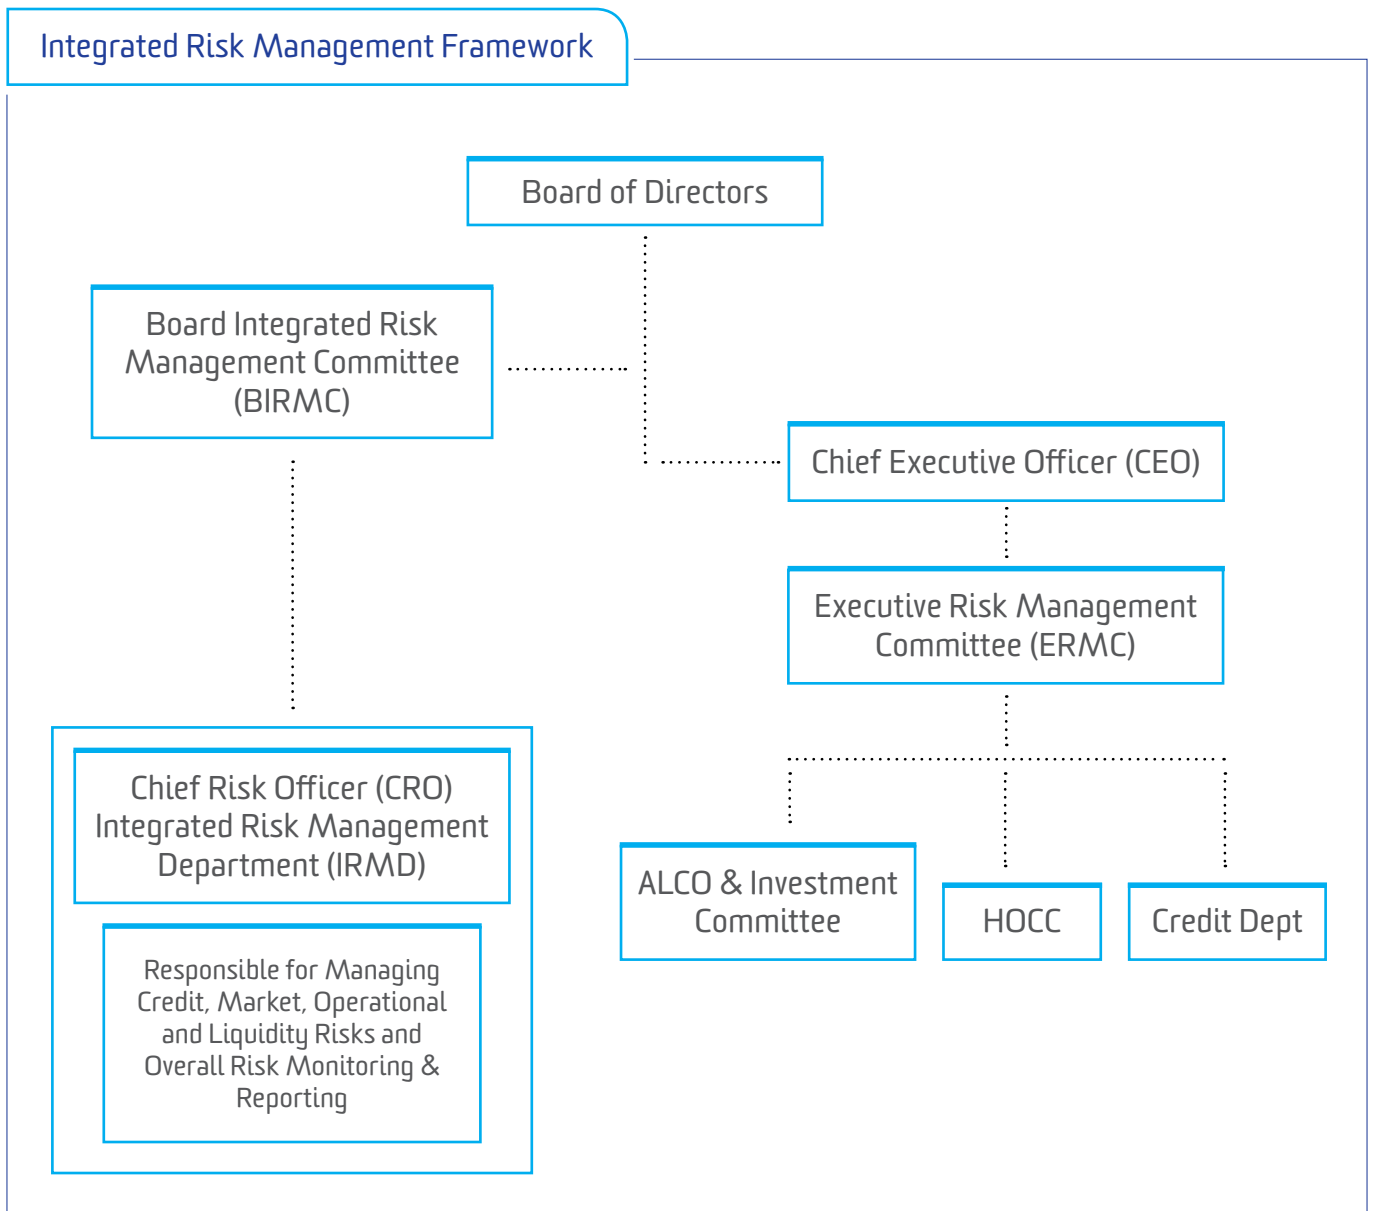 Integrated Risk Management Framework
Board of Directors
Board Integrated Risk
Management Committee
(BIRMC)
Chief Executive Officer (CEO)
Executive Risk Management
Committee (ERMC)
Chief Risk Officer (CRO)
Integrated Risk Management
Department (IRMD)
Responsible for Managing
Credit, Market, Operational
and Liquidity Risks and
Overall Risk Monitoring &
Reporting
ALCO & Investment
Committee
HOCC
Credit Dept